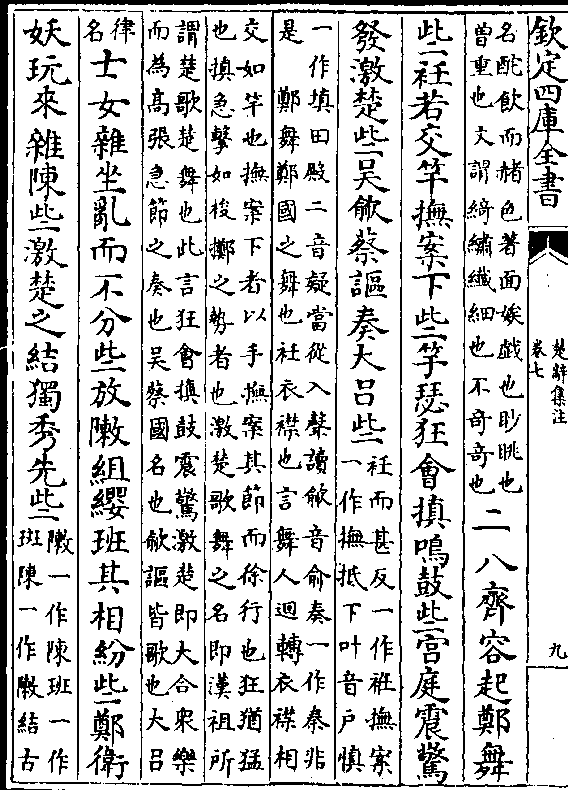 欽定四庫全書
楚辭集注
卷七
九
名酡飲而赭色著面娭戲也眇眺也
曽重也文謂綺繡纖細也不奇奇也
二八齊容起鄭舞
此二衽若交竿撫案下些竽瑟狂㑹搷鳴鼓些宫庭震驚
發激楚些吴歈蔡謳奏大吕些
衽而甚反一作袵撫案
一作撫抵下叶音户慎
一作填田殿二音疑當從入聲讀歈音俞奏一作秦非
是　鄭舞鄭國之舞也衽衣襟也言舞人迴轉衣襟相
交如竿也撫案下者以手撫案其節而徐行也狂猶猛
也搷急擊如梭擲之勢者也激楚歌舞之名即漢祖所
謂楚歌楚舞也此言狂㑹搷鼓震驚激楚即大合衆樂
而為髙張急節之奏也吴蔡國名也歈謳皆歌也大吕
律
名
士女雜坐亂而不分些放敶組纓班其相紛些鄭衛
妖玩來雜陳些激楚之結獨秀先些
敶一作陳班一作
斑陳一作敶結古